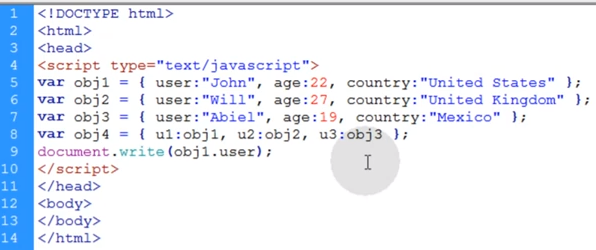 1 <!DOCTYPE html>
2 <html>
3 <head>
4 <script type="text/javascript">
5 var obj1 = { user:"John", age:22, country:"United States" };
6 var obj2 = { user:"Will", age:27, country:"United Kingdom" };
7 var obj3 = { user:"Abiel", age:19, country:"Mexico" };
8 var obj4 = { u1:obj1, u2:obj2, u3:obj3 };
9 document.write(obj1.user);
10 </script>
11 </head>
12 <body>
13 </body>
14 </html>